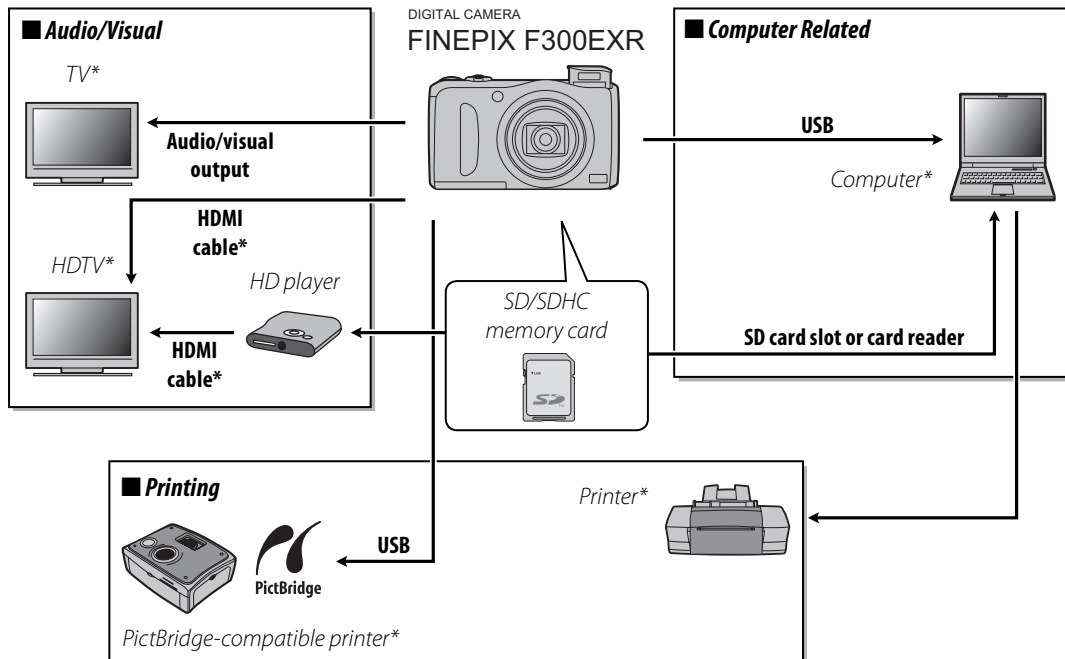 DIGITAL CAMERA
FINEPIX F300EXR
■ Audio/Visual
TV*
Audio/visual
output
HDMI
cable*
HDTV*
HD player
HDMI
cable*
■ Computer Related
USB
Computer*
SD/SDHC
memory card
SD
SD card slot or card reader
■ Printing
Printer*
USB
PictBridge
PictBridge-compatible printer*